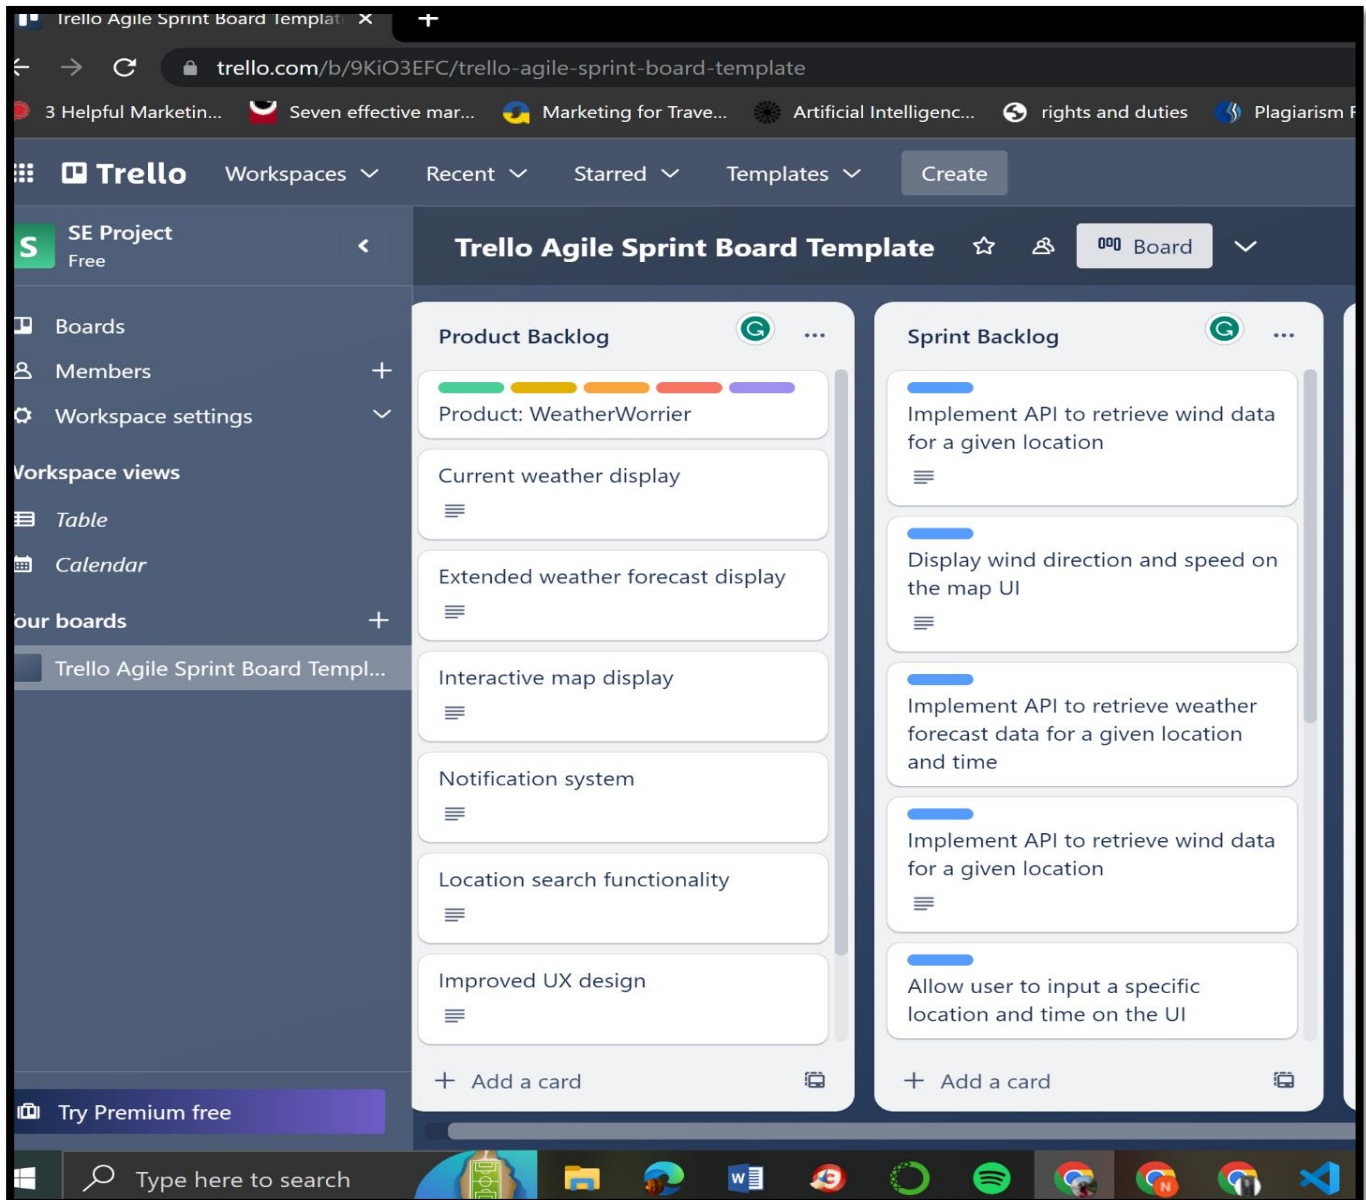 Trello Agile Sprint Board Templat
trello.com/b/9KiO3EFC/trello-agile-sprint-board-template
3 Helpful Marketin... Seven effective mar... Marketing for Trave... Artificial Intelligenc... rights and duties Plagiarism
Trello Workspaces Recent Starred Templates Create
S SE Project
Free
Trello Agile Sprint Board Template Board
Boards
Members
Workspace settings
Workspace views
Table
Calendar
our boards
Trello Agile Sprint Board Templ...
Try Premium free
Product Backlog
Product: WeatherWorrier
Current weather display
Extended weather forecast display
Interactive map display
Notification system
Location search functionality
Improved UX design
+ Add a card
Sprint Backlog
Implement API to retrieve wind data
for a given location
Display wind direction and speed on
the map UI
Implement API to retrieve weather
forecast data for a given location
and time
Implement API to retrieve wind data
for a given location
Allow user to input a specific
location and time on the UI
+ Add a card
Type here to search